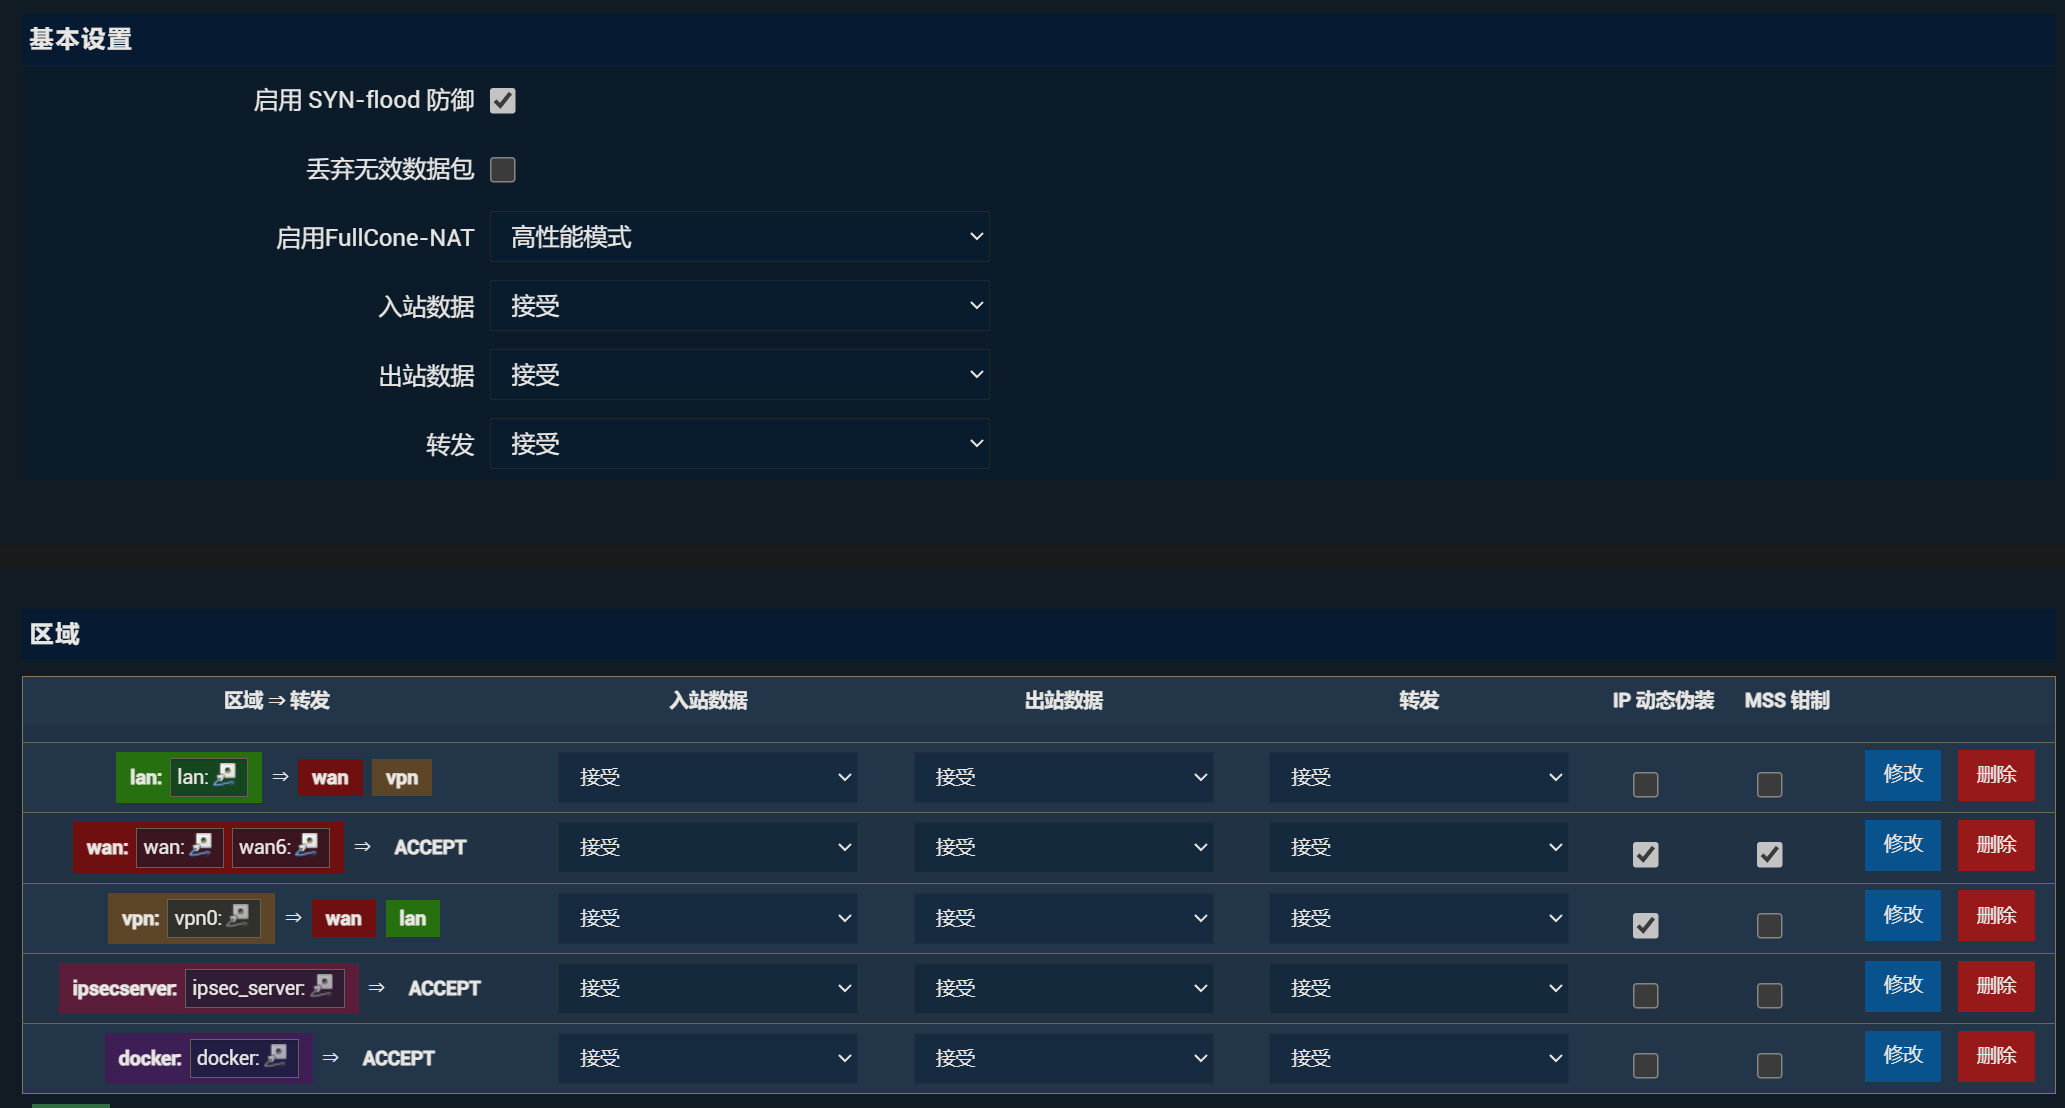 基本设置
启用 SYN-flood 防御
丢弃无效数据包
启用FullCone-NAT 高性能模式
入站数据 接受
出站数据 接受
转发 接受
区域
区域 ⇒ 转发 入站数据 出站数据 转发 IP 动态伪装 MSS 钳制
lan: lan: ⇒ wan vpn 接受 接受 接受 修改 删除
wan: wan: wan6: ⇒ ACCEPT 接受 接受 接受 修改 删除
vpn: vpn0: ⇒ wan lan 接受 接受 接受 修改 删除
ipsecserver: ipsec_server: ⇒ ACCEPT 接受 接受 接受 修改 删除
docker: docker: ⇒ ACCEPT 接受 接受 接受 修改 删除